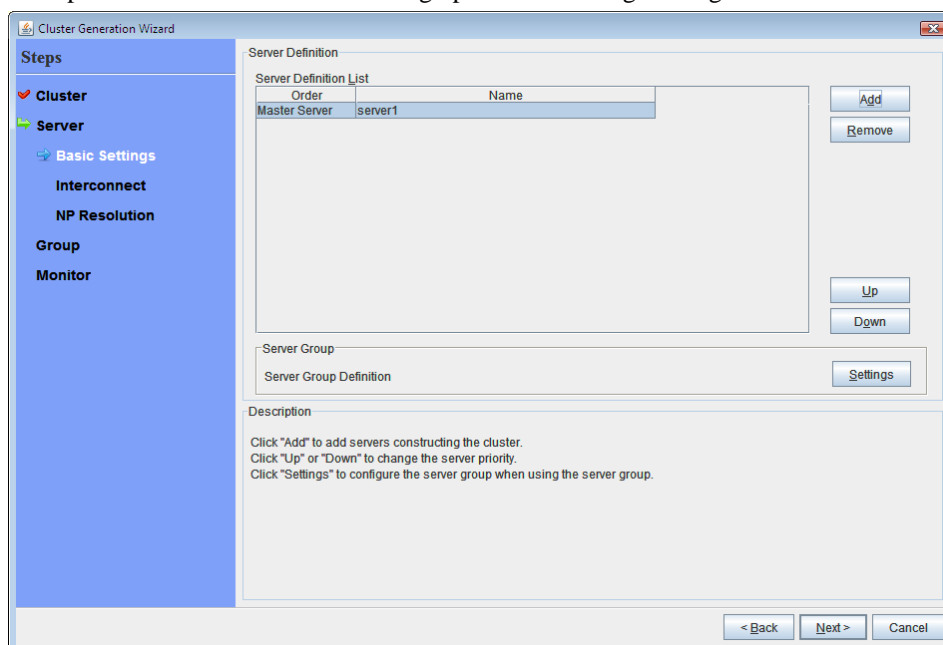 Cluster Generation Wizard
Steps
Cluster
Server
Basic Settings
Interconnect
NP Resolution
Group
Monitor
Server Definition
Server Definition List
Order Name
Master Server server1
Add
Remove
Up
Down
Server Group
Server Group Definition
Settings
Description
Click "Add" to add servers constructing the cluster.
Click "Up" or "Down" to change the server priority.
Click "Settings" to configure the server group when using the server group.
< Back Next > Cancel